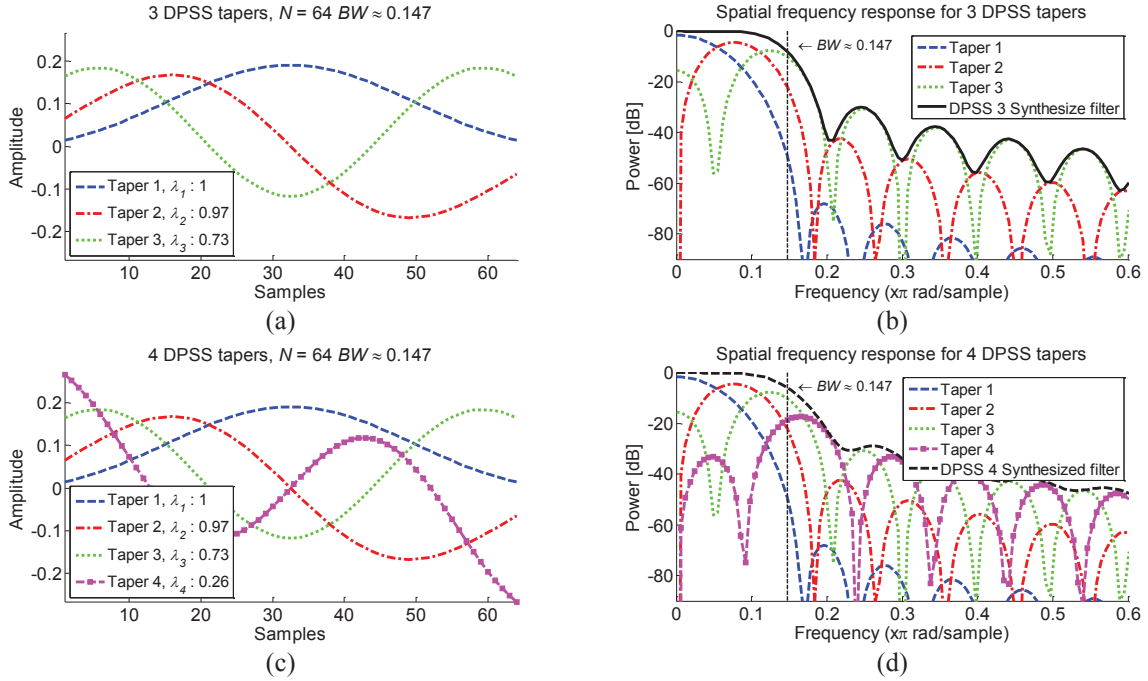 3 DPSS tapers, N = 64 BW ≈ 0.147
Amplitude
0.2
0.1
0
-0.1
-0.2
Taper 1, λ1 : 1
Taper 2, λ2 : 0.97
Taper 3, λ3 : 0.73
10 20 30 40 50 60
Samples
(a)
Spatial frequency response for 3 DPSS tapers
Power [dB]
0
-20
-40
-60
-80
← BW ≈ 0.147
Taper 1
Taper 2
Taper 3
DPSS 3 Synthesize filter
0 0.1 0.2 0.3 0.4 0.5 0.6
Frequency (xπ rad/sample)
(b)
4 DPSS tapers, N = 64 BW ≈ 0.147
Amplitude
0.2
0.1
0
-0.1
-0.2
Taper 1, λ1 : 1
Taper 2, λ2 : 0.97
Taper 3, λ3 : 0.73
Taper 4, λ4 : 0.26
10 20 30 40 50 60
Samples
(c)
Spatial frequency response for 4 DPSS tapers
Power [dB]
0
-20
-40
-60
-80
← BW ≈ 0.147
Taper 1
Taper 2
Taper 3
Taper 4
DPSS 4 Synthesized filter
0 0.1 0.2 0.3 0.4 0.5 0.6
Frequency (xπ rad/sample)
(d)